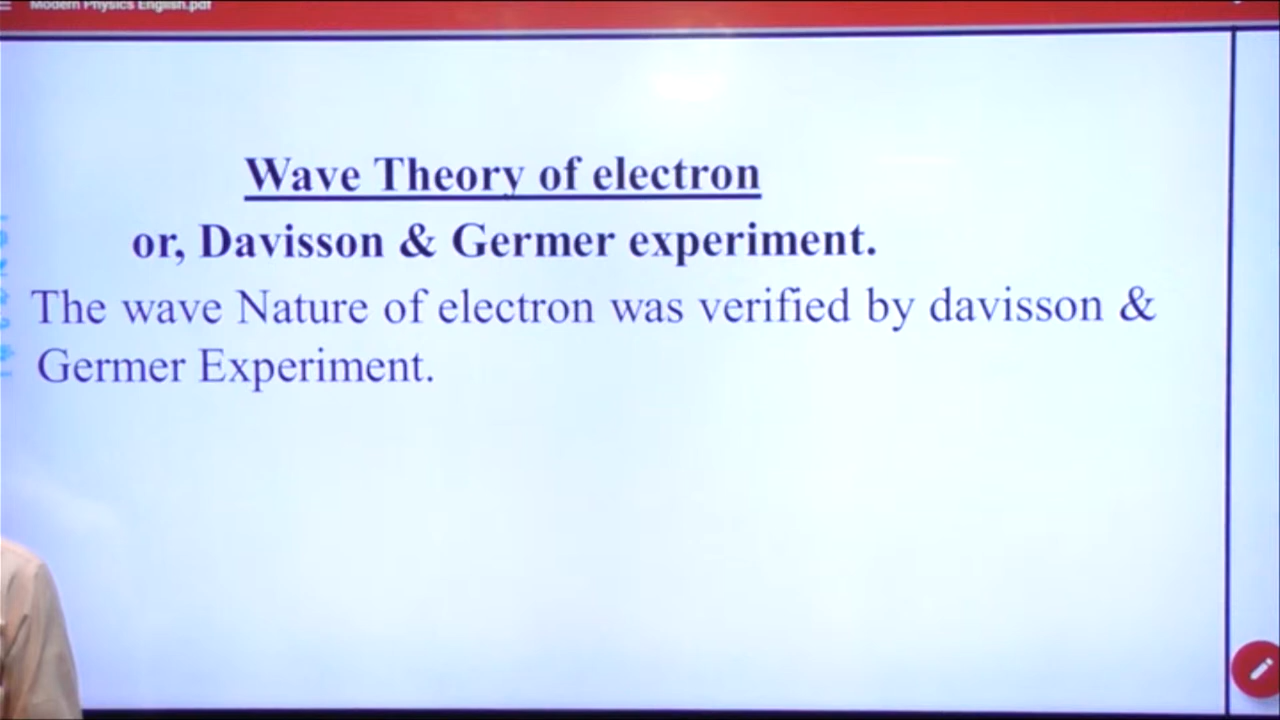 Modern Physics English.pdf
Wave Theory of electron
or, Davisson & Germer experiment.
The wave Nature of electron was verified by davisson &
Germer Experiment.